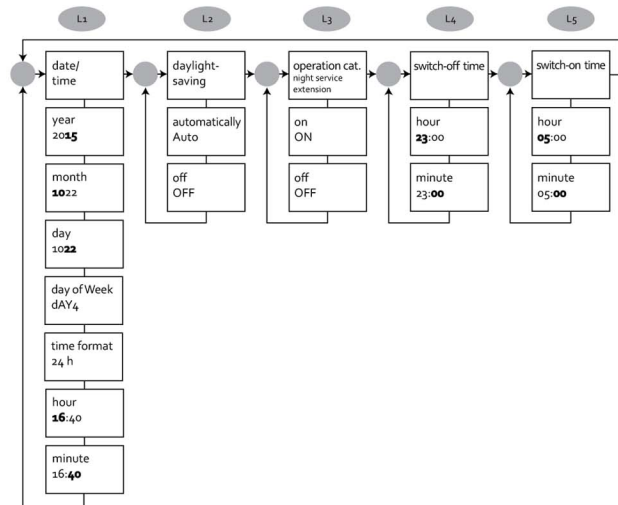 L1
L2
L3
L4
L5
date/
time
daylight-
saving
operation cat.
night service
extension
switch-off time
switch-on time
year
2015
month
1022
day
1022
day of Week
dAY4
time format
24 h
hour
16:40
minute
16:40
automatically
Auto
off
OFF
on
ON
off
OFF
hour
23:00
minute
23:00
hour
05:00
minute
05:00